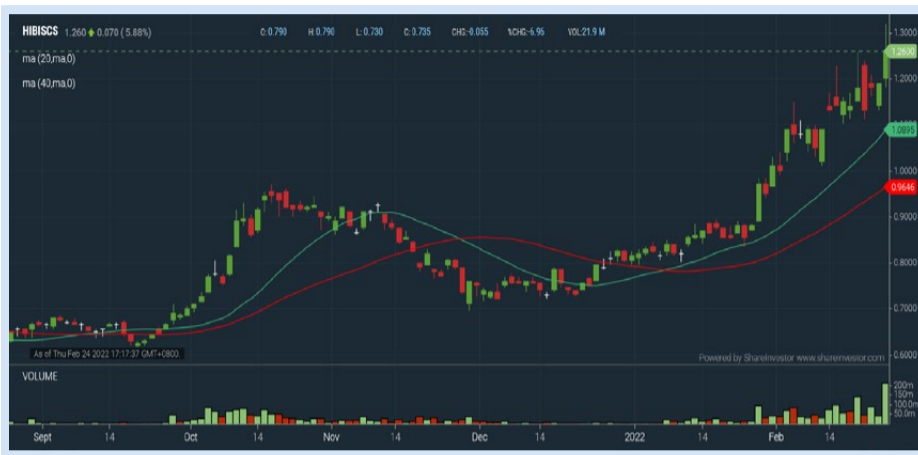 HIBISCS 1.260 0.070 (5.88%) O: 0.790 H: 0.790 L: 0.730 C: 0.735 CHG:-0.055 %CHG:-6.96 VOL:21.9 M
ma (20,ma,0)
ma (40,ma,0)
1.3000
1.2600
1.2000
1.0895
1.0000
0.9646
0.9000
0.8000
0.7000
0.6000
As of Thu Feb 24 2022 17:17:37 GMT+0800.
Powered by ShareInvestor www.shareinvestor.com
VOLUME
200m
150m
100.0m
50.0m
Sept 14 Oct 14 Nov 14 Dec 14 2022 14 Feb 14